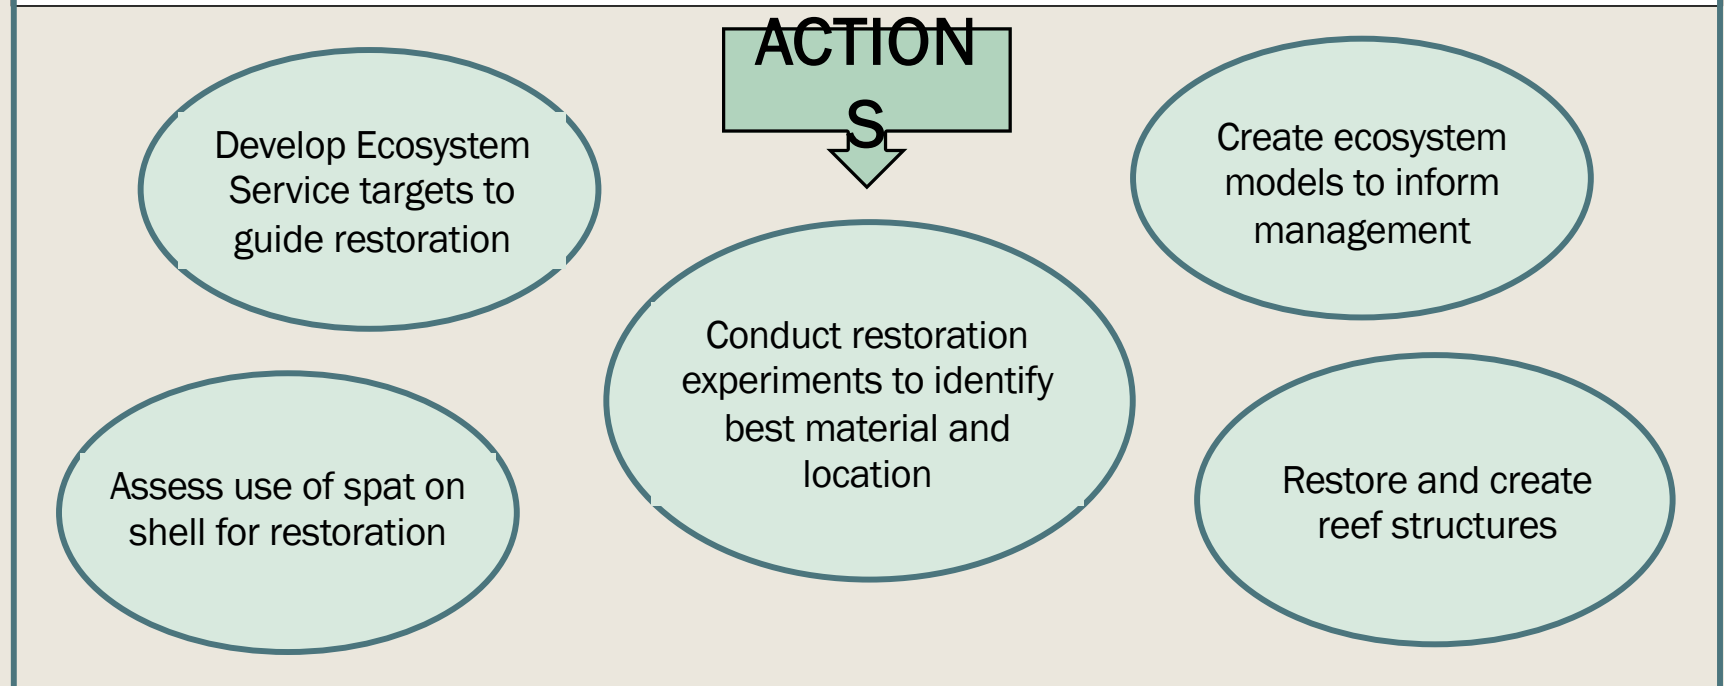 ACTION
S
Develop Ecosystem
Service targets to
guide restoration
Create ecosystem
models to inform
management
Conduct restoration
experiments to identify
best material and
location
Assess use of spat on
shell for restoration
Restore and create
reef structures